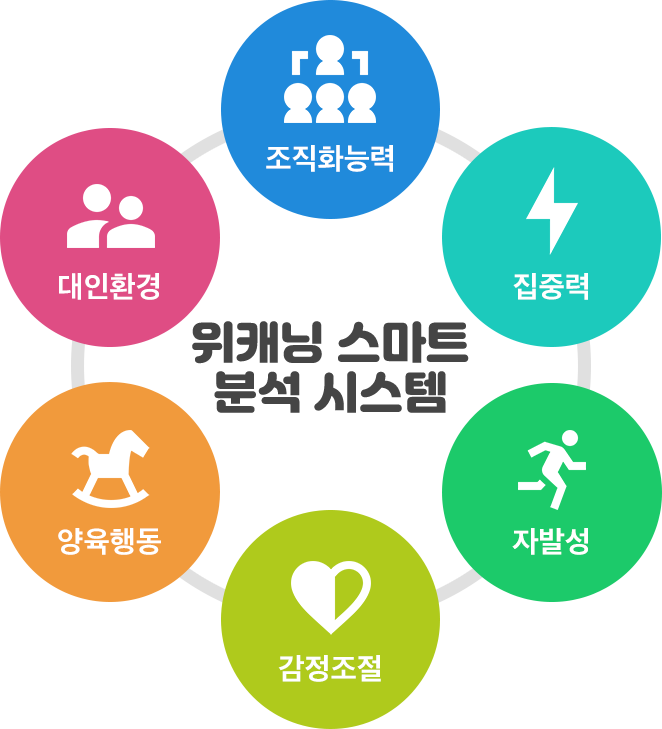 조직화능력
집중력
자발성
감정조절
양육행동
대인환경
위캐닝 스마트
분석 시스템